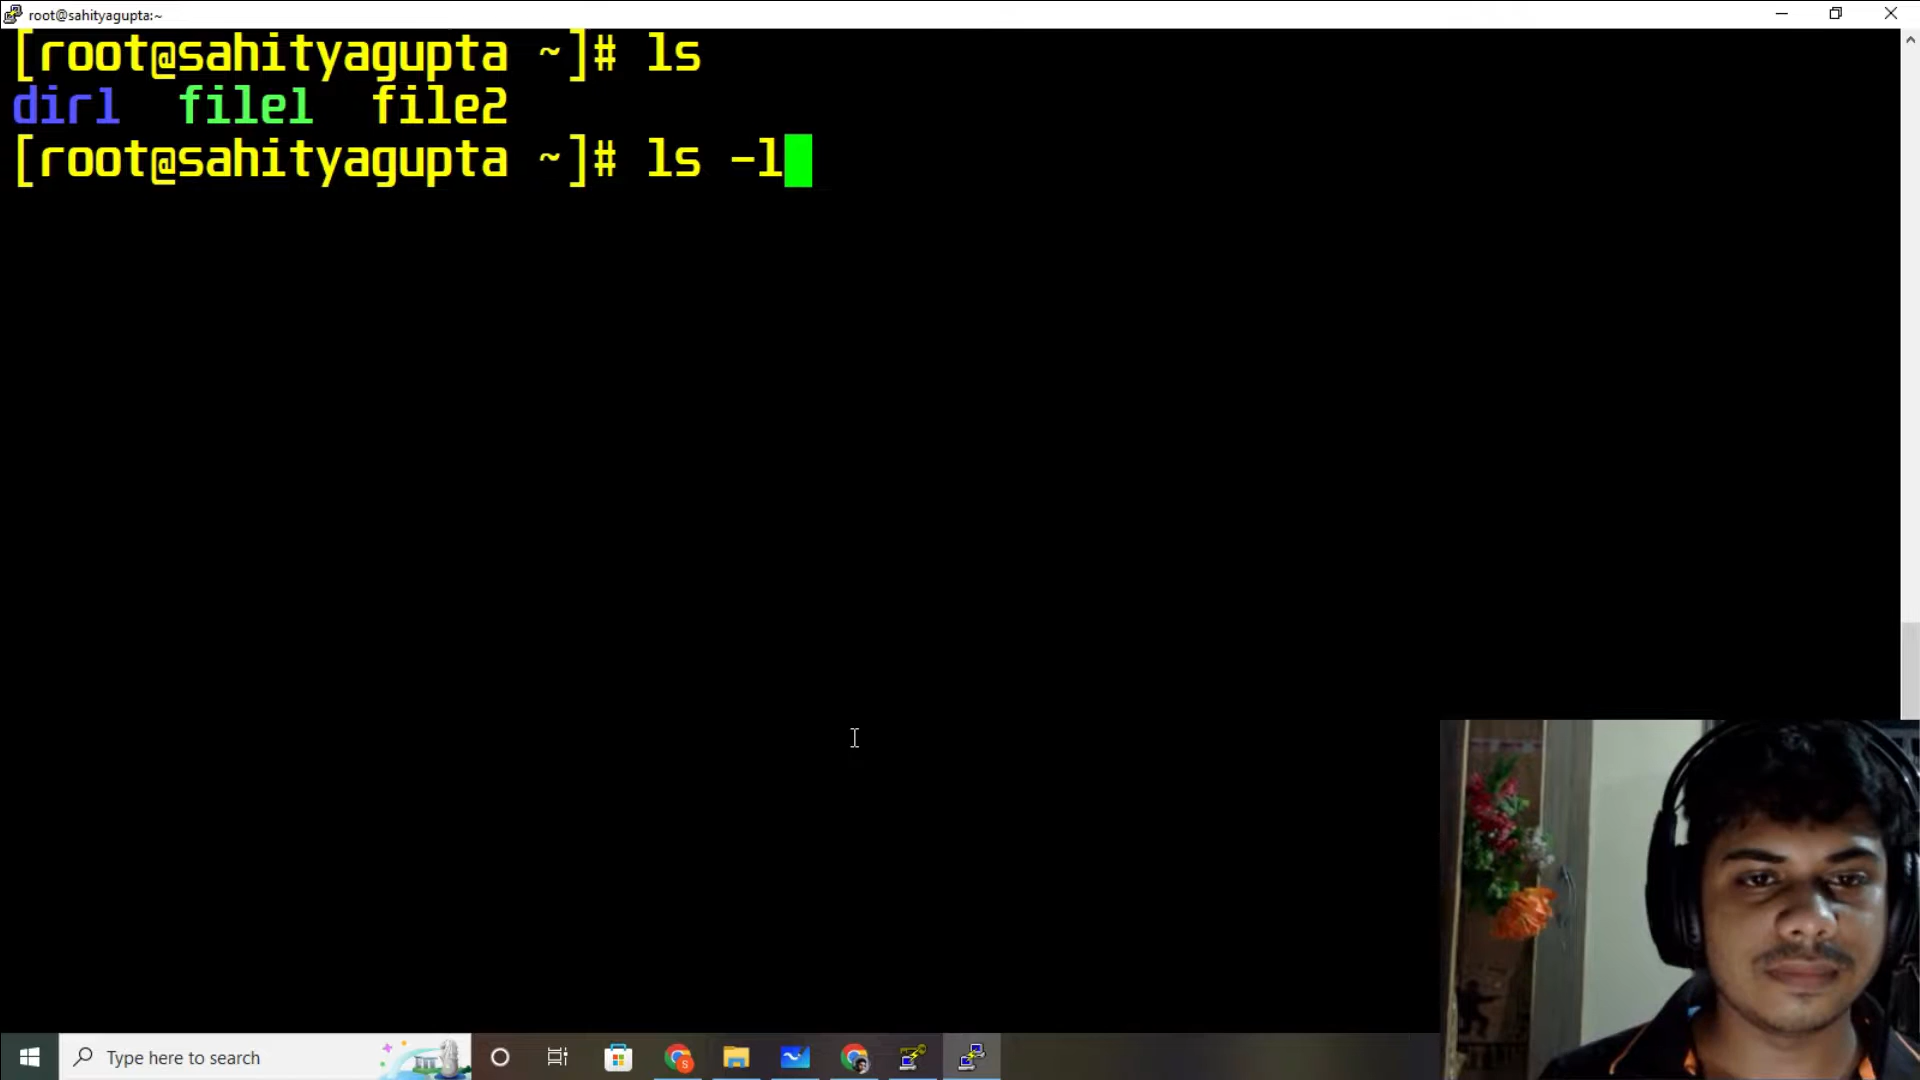 root@sahityagupta:~
[root@sahityagupta ~]# ls
dir1  file1  file2
[root@sahityagupta ~]# ls -l
Type here to search